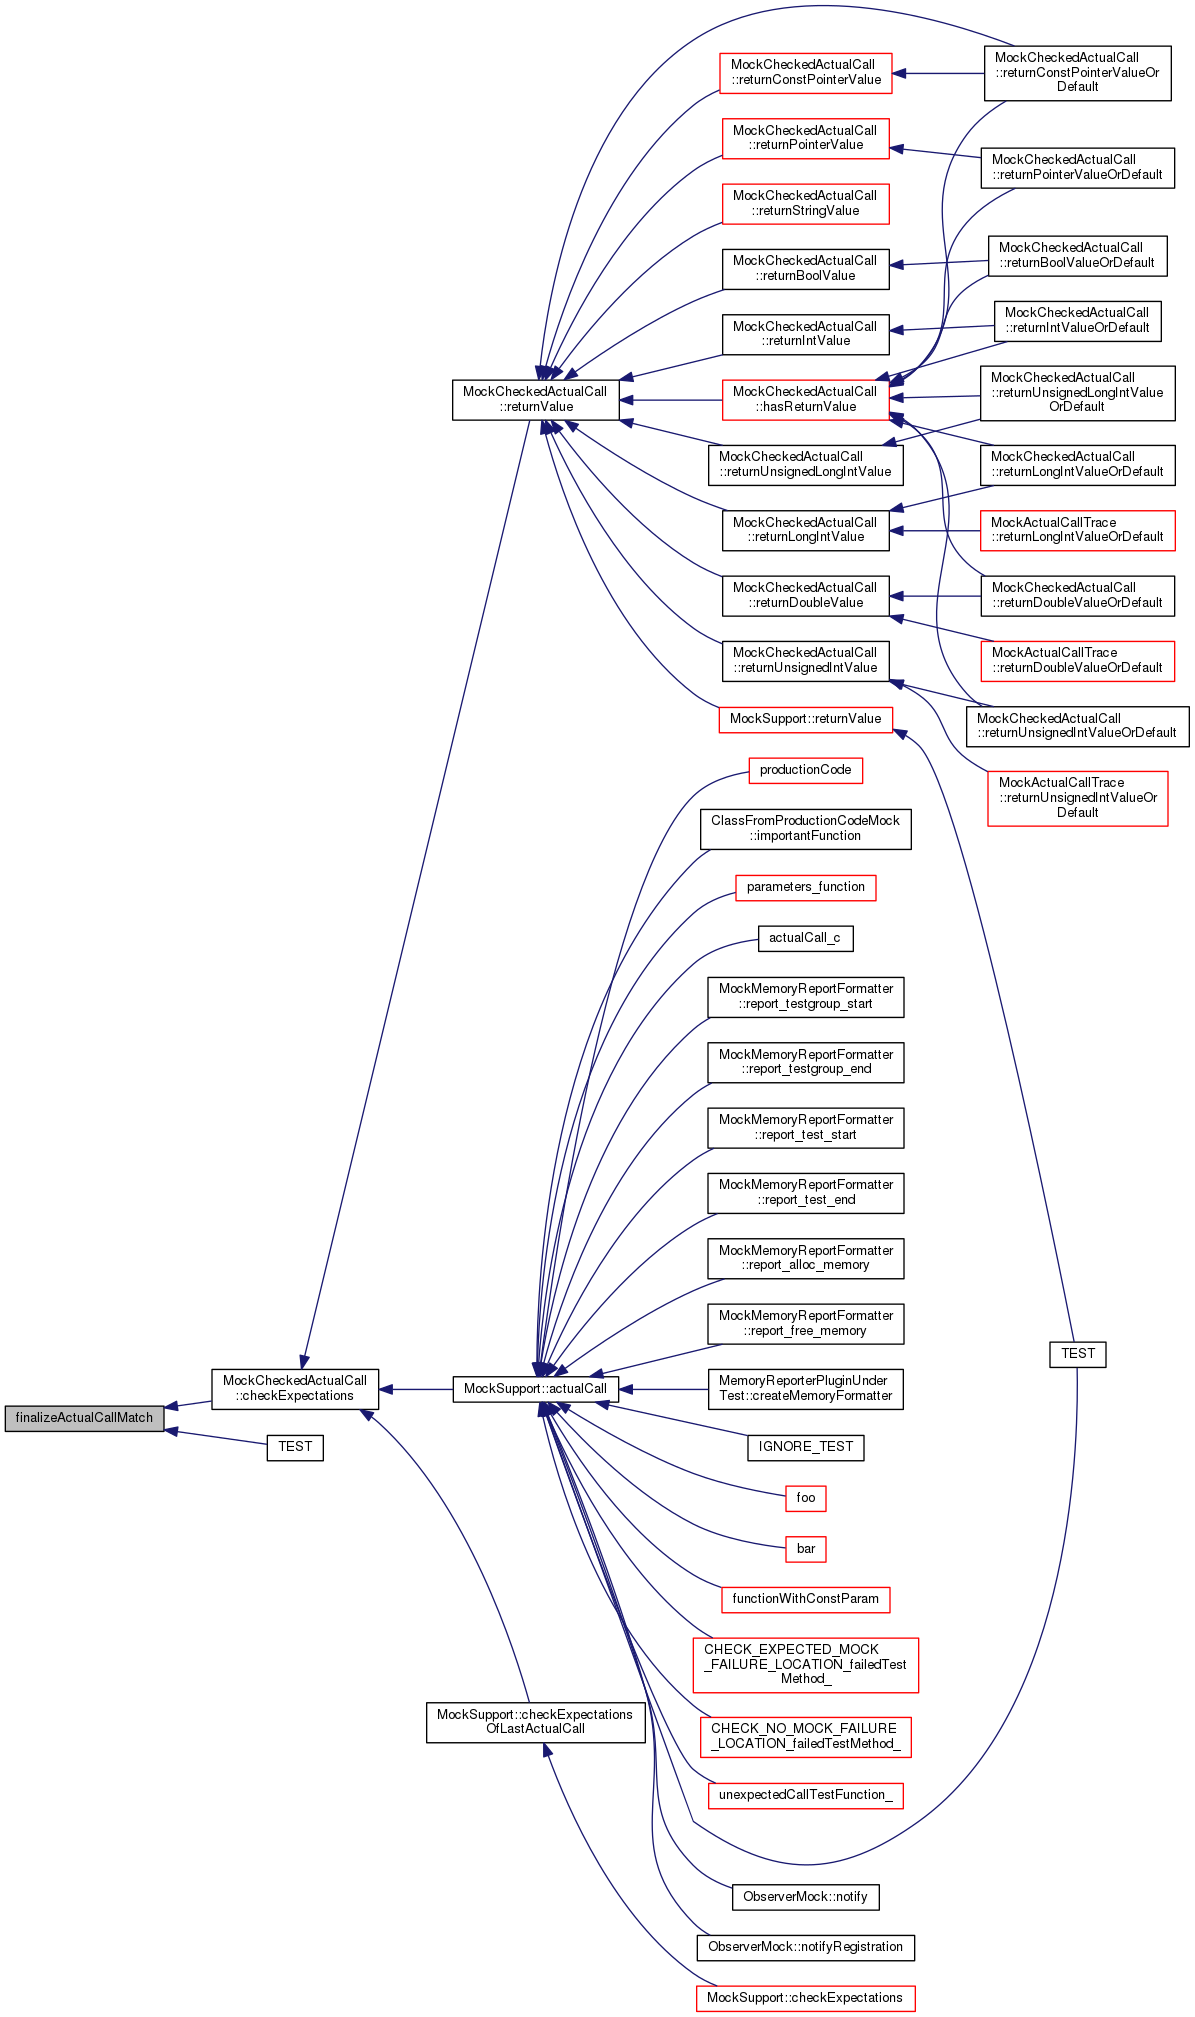 MockCheckedActualCall
::returnConstPointerValueOr
Default
MockCheckedActualCall
::returnConstPointerValue
MockCheckedActualCall
::returnPointerValue
MockCheckedActualCall
::returnPointerValueOrDefault
MockCheckedActualCall
::returnStringValue
MockCheckedActualCall
::returnBoolValue
MockCheckedActualCall
::returnBoolValueOrDefault
MockCheckedActualCall
::returnIntValue
MockCheckedActualCall
::returnIntValueOrDefault
MockCheckedActualCall
::returnValue
MockCheckedActualCall
::hasReturnValue
MockCheckedActualCall
::returnUnsignedLongIntValue
OrDefault
MockCheckedActualCall
::returnUnsignedLongIntValue
MockCheckedActualCall
::returnLongIntValueOrDefault
MockCheckedActualCall
::returnLongIntValue
MockActualCallTrace
::returnLongIntValueOrDefault
MockCheckedActualCall
::returnDoubleValue
MockCheckedActualCall
::returnDoubleValueOrDefault
MockCheckedActualCall
::returnUnsignedIntValue
MockActualCallTrace
::returnDoubleValueOrDefault
MockSupport::returnValue
MockCheckedActualCall
::returnUnsignedIntValueOrDefault
productionCode
MockActualCallTrace
::returnUnsignedIntValueOr
Default
ClassFromProductionCodeMock
::importantFunction
parameters_function
actualCall_c
MockMemoryReportFormatter
::report_testgroup_start
MockMemoryReportFormatter
::report_testgroup_end
MockMemoryReportFormatter
::report_test_start
MockMemoryReportFormatter
::report_test_end
MockMemoryReportFormatter
::report_alloc_memory
MockMemoryReportFormatter
::report_free_memory
TEST
MockCheckedActualCall
::checkExpectations
MockSupport::actualCall
MemoryReporterPluginUnder
Test::createMemoryFormatter
finalizeActualCallMatch
TEST
IGNORE_TEST
foo
bar
functionWithConstParam
CHECK_EXPECTED_MOCK
_FAILURE_LOCATION_failedTest
Method_
MockSupport::checkExpectations
OfLastActualCall
CHECK_NO_MOCK_FAILURE
_LOCATION_failedTestMethod_
unexpectedCallTestFunction_
ObserverMock::notify
ObserverMock::notifyRegistration
MockSupport::checkExpectations